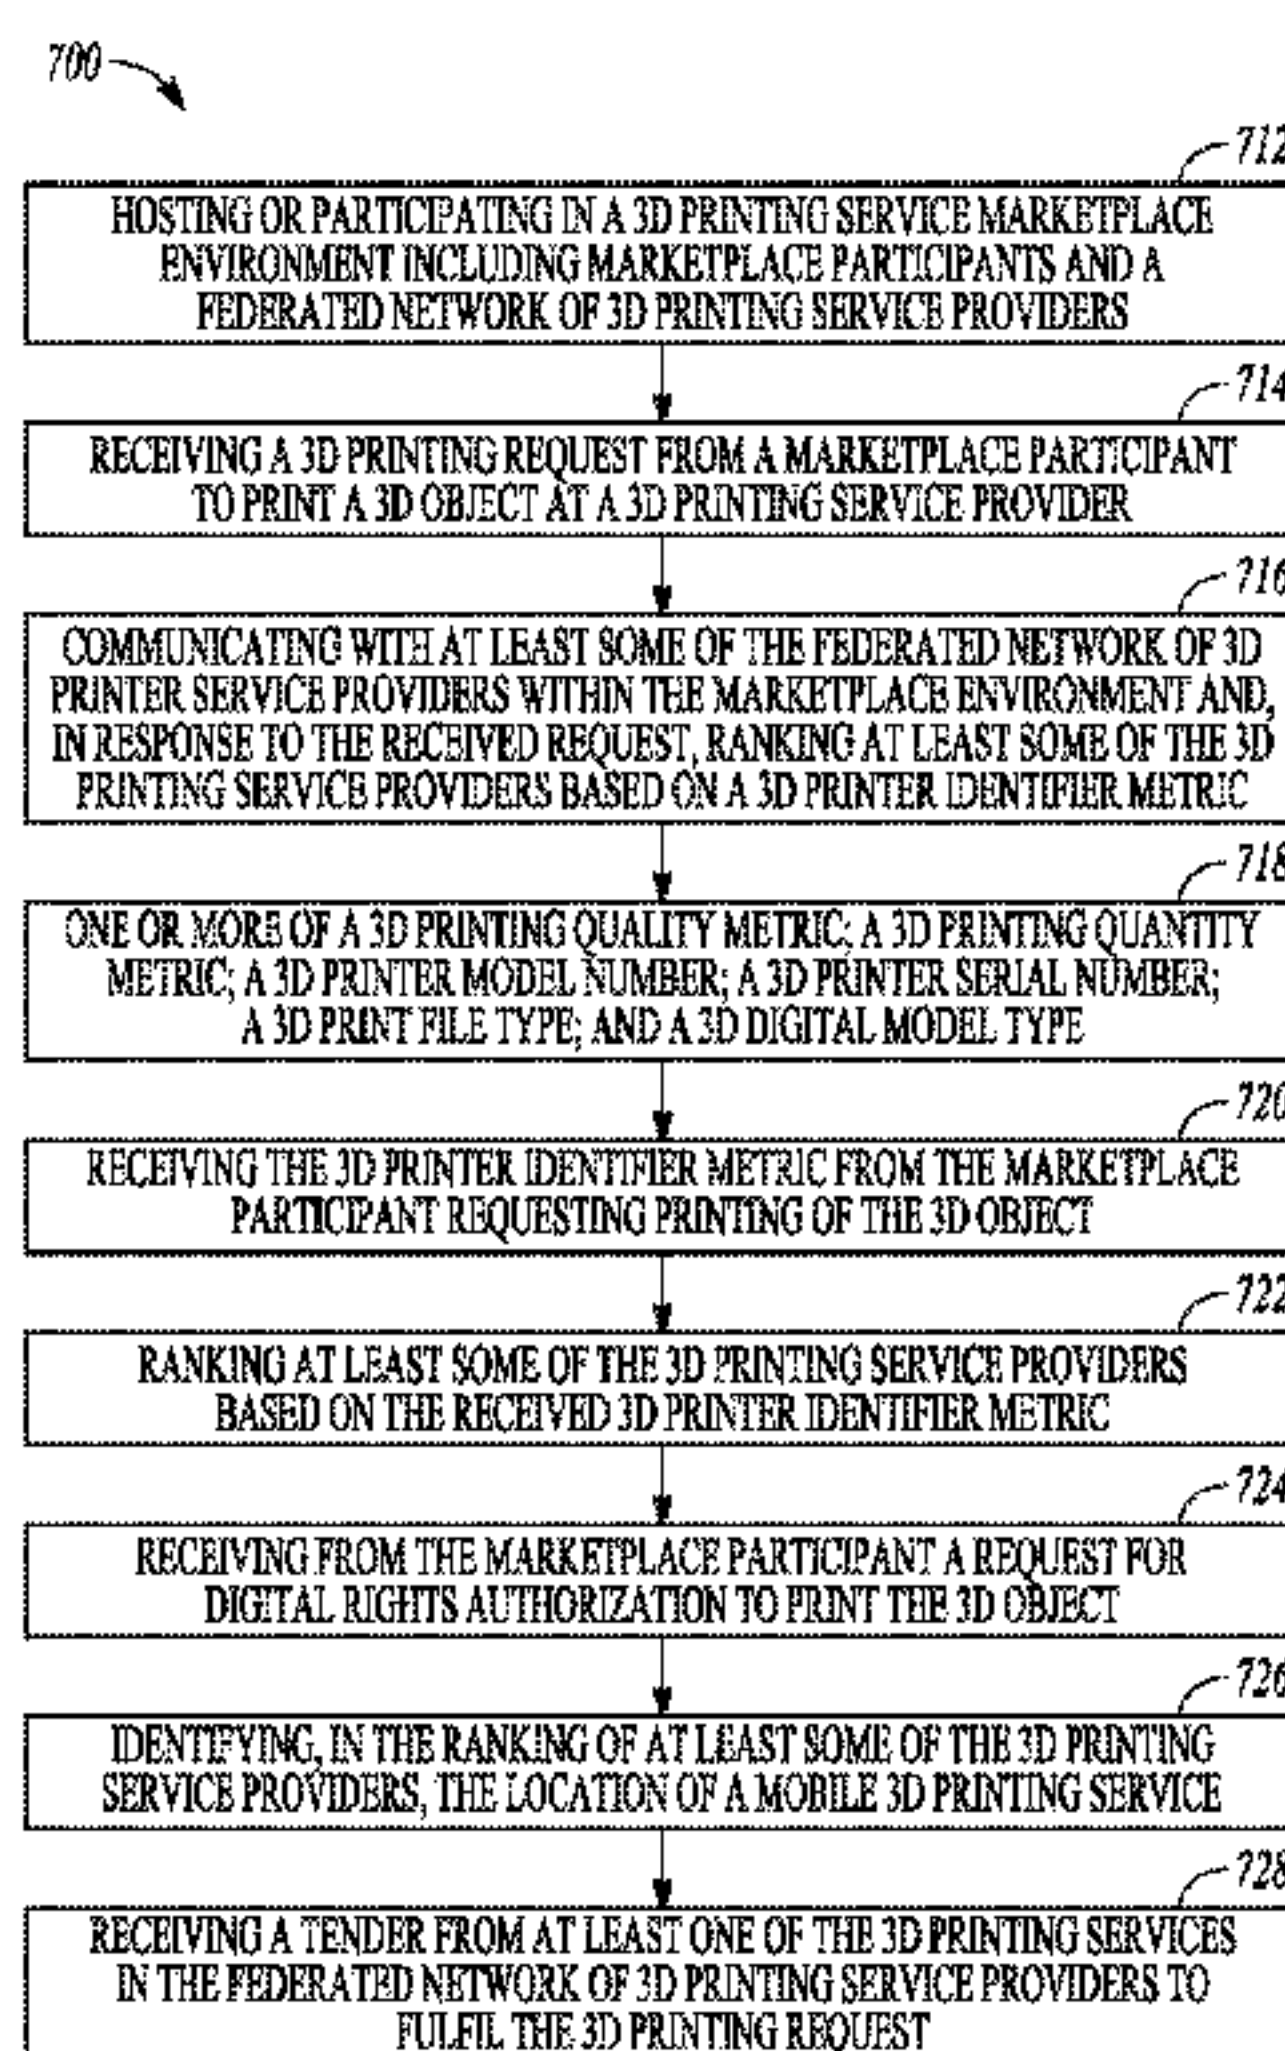 700
712
HOSTING OR PARTICIPATING IN A 3D PRINTING SERVICE MARKETPLACE
ENVIRONMENT INCLUDING MARKETPLACE PARTICIPANTS AND A
FEDERATED NETWORK OF 3D PRINTING SERVICE PROVIDERS
714
RECEIVING A 3D PRINTING REQUEST FROM A MARKETPLACE PARTICIPANT
TO PRINT A 3D OBJECT AT A 3D PRINTING SERVICE PROVIDER
716
COMMUNICATING WITH AT LEAST SOME OF THE FEDERATED NETWORK OF 3D
PRINTER SERVICE PROVIDERS WITHIN THE MARKETPLACE ENVIRONMENT AND,
IN RESPONSE TO THE RECEIVED REQUEST, RANKING AT LEAST SOME OF THE 3D
PRINTING SERVICE PROVIDERS BASED ON A 3D PRINTER IDENTIFIER METRIC
718
ONE OR MORE OF A 3D PRINTING QUALITY METRIC; A 3D PRINTING QUANTITY
METRIC; A 3D PRINTER MODEL NUMBER; A 3D PRINTER SERIAL NUMBER;
A 3D PRINT FILE TYPE; AND A 3D DIGITAL MODEL TYPE
720
RECEIVING THE 3D PRINTER IDENTIFIER METRIC FROM THE MARKETPLACE
PARTICIPANT REQUESTING PRINTING OF THE 3D OBJECT
722
RANKING AT LEAST SOME OF THE 3D PRINTING SERVICE PROVIDERS
BASED ON THE RECEIVED 3D PRINTER IDENTIFIER METRIC
724
RECEIVING FROM THE MARKETPLACE PARTICIPANT A REQUEST FOR
DIGITAL RIGHTS AUTHORIZATION TO PRINT THE 3D OBJECT
726
IDENTIFYING, IN THE RANKING OF AT LEAST SOME OF THE 3D PRINTING
SERVICE PROVIDERS, THE LOCATION OF A MOBILE 3D PRINTING SERVICE
728
RECEIVING A TENDER FROM AT LEAST ONE OF THE 3D PRINTING SERVICES
IN THE FEDERATED NETWORK OF 3D PRINTING SERVICE PROVIDERS TO
FULFIL THE 3D PRINTING REQUEST